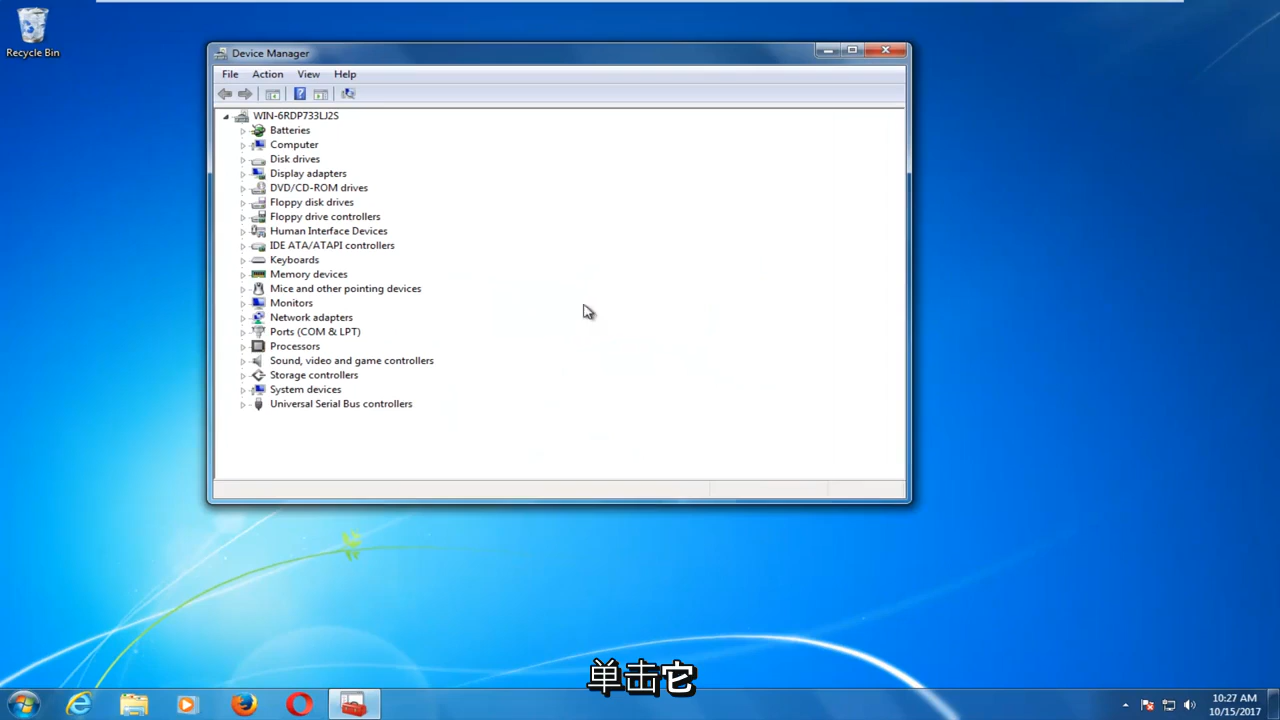 Recycle Bin
Device Manager
File Action View Help
WIN-6RDP733LJ2S
Batteries
Computer
Disk drives
Display adapters
DVD/CD-ROM drives
Floppy disk drives
Floppy drive controllers
Human Interface Devices
IDE ATA/ATAPI controllers
Keyboards
Memory devices
Mice and other pointing devices
Monitors
Network adapters
Ports (COM & LPT)
Processors
Sound, video and game controllers
Storage controllers
System devices
Universal Serial Bus controllers
单击它
10:27 AM
10/15/2017